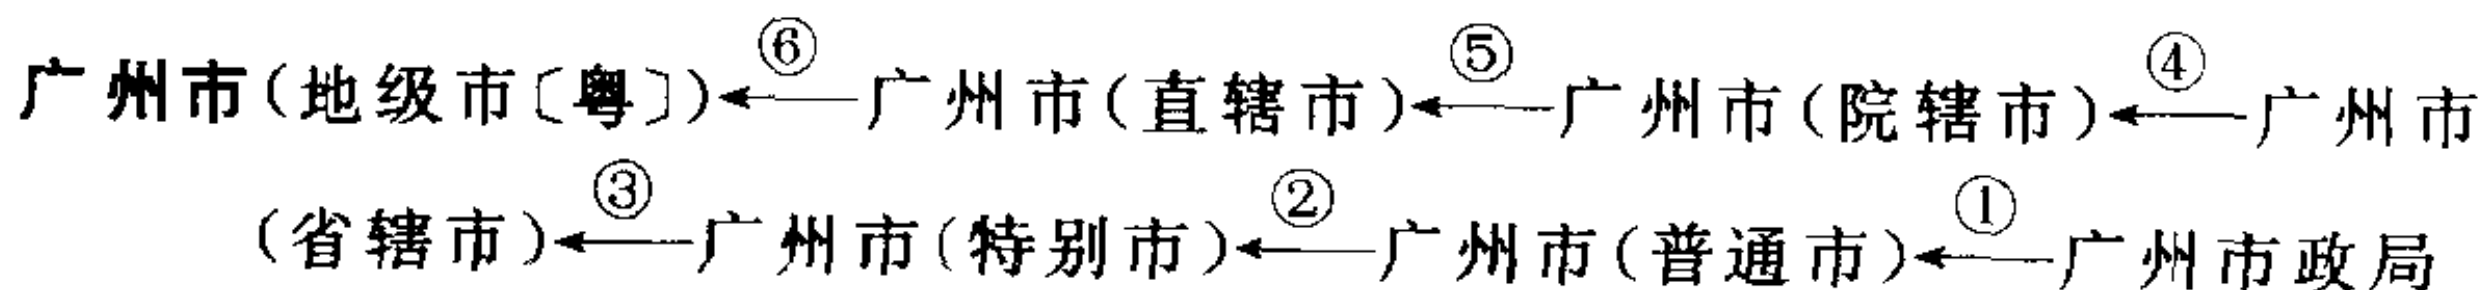 广州市(地级市〔粤〕)←⑥广州市(直辖市)←⑤广州市(院辖市)←④广州市
(省辖市)←③广州市(特别市)←②广州市(普通市)←①广州市政局